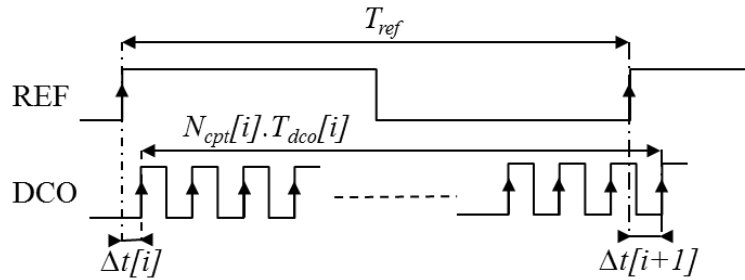 T_ref
REF
N_cpt[i].T_dco[i]
DCO
Δt[i] Δt[i+1]